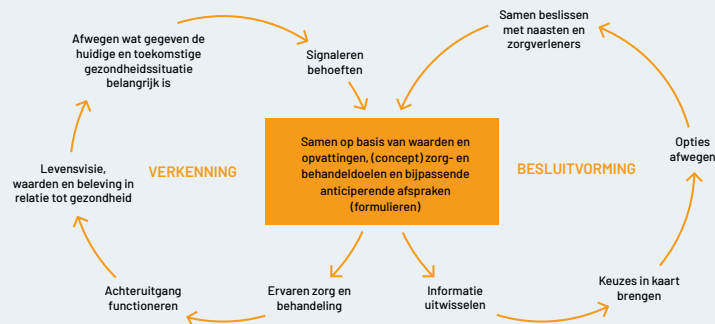 Afwegen wat gegeven de
huidige en toekomstige
gezondheidssituatie
belangrijk is
Signaleren
behoeften
Samen beslissen
met naasten en
zorgverleners
Levensvisie,
waarden en beleving in
relatie tot gezondheid
VERKENNING
Samen op basis van waarden en
opvattingen, (concept) zorg- en
behandeldoelen en bijpassende
anticiperende afspraken
(formulieren)
BESLUITVORMING
Opties
afwegen
Achteruitgang
functioneren
Ervaren zorg en
behandeling
Informatie
uitwisselen
Keuzes in kaart
brengen